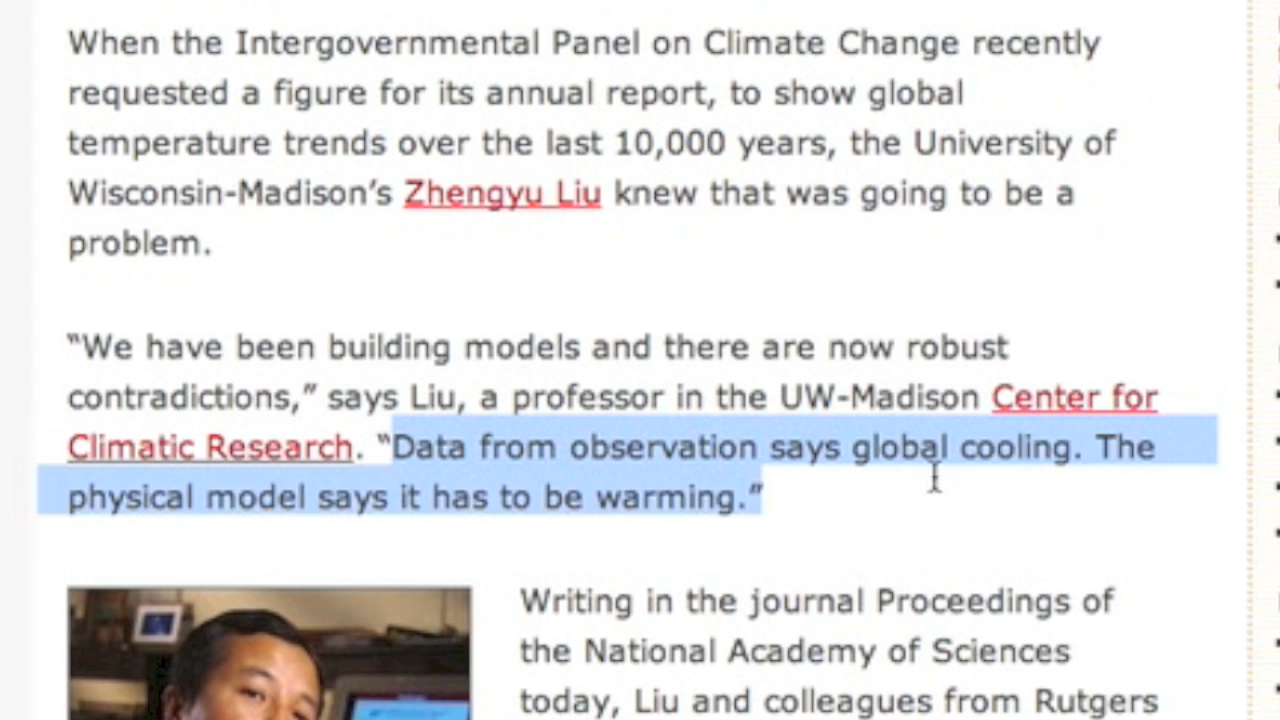 When the Intergovernmental Panel on Climate Change recently
requested a figure for its annual report, to show global
temperature trends over the last 10,000 years, the University of
Wisconsin-Madison’s Zhengyu Liu knew that was going to be a
problem.
“We have been building models and there are now robust
contradictions,” says Liu, a professor in the UW-Madison Center for
Climatic Research. “Data from observation says global cooling. The
physical model says it has to be warming.”
Writing in the journal Proceedings of
the National Academy of Sciences
today, Liu and colleagues from Rutgers